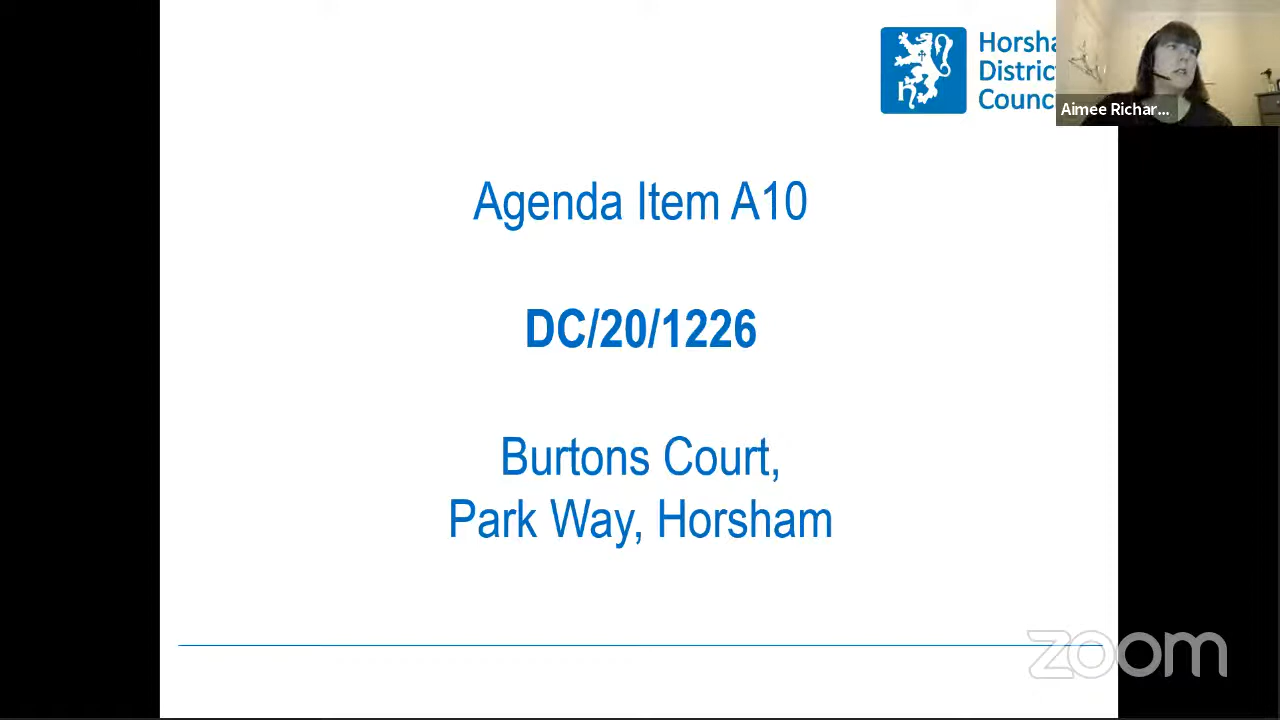 Horsha
Distric
Counc
Aimee Richar...
Agenda Item A10
DC/20/1226
Burtons Court,
Park Way, Horsham
zoom